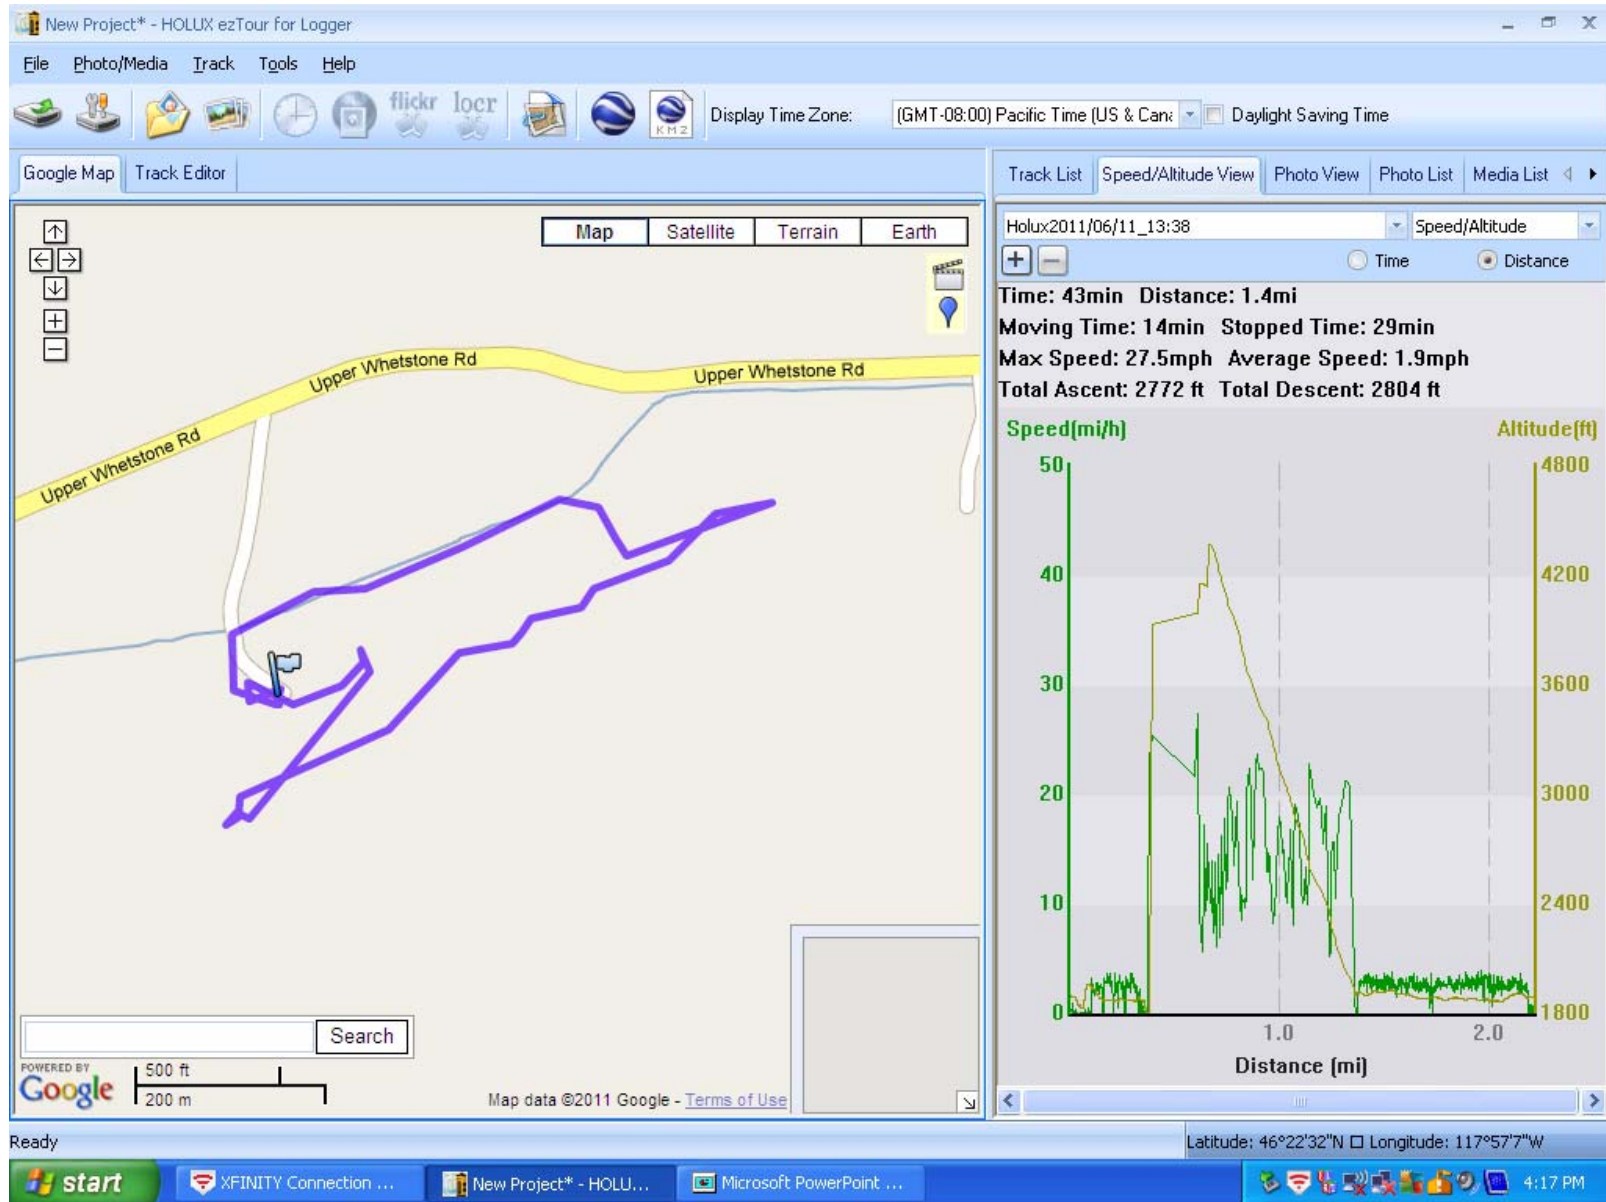 New Project* - HOLUX ezTour for Logger
File Photo/Media Track Tools Help
flickr locr KMZ Display Time Zone: (GMT-08:00) Pacific Time (US & Cana Daylight Saving Time
Google Map Track Editor
Track List Speed/Altitude View Photo View Photo List Media List
Map Satellite Terrain Earth
Holux2011/06/11_13:38 Speed/Altitude
Time Distance
Time: 43min Distance: 1.4mi
Moving Time: 14min Stopped Time: 29min
Max Speed: 27.5mph Average Speed: 1.9mph
Total Ascent: 2772 ft Total Descent: 2804 ft
Upper Whetstone Rd
Upper Whetstone Rd
Upper Whetstone Rd
Speed(mi/h) Altitude(ft)
50 4800
40 4200
30 3600
20 3000
10 2400
0 1800
1.0 2.0
Distance (mi)
Search
POWERED BY
Google
500 ft
200 m
Map data ©2011 Google - Terms of Use
Ready
Latitude: 46°22'32"N Longitude: 117°57'7"W
start XFINITY Connection ... New Project* - HOLU... Microsoft PowerPoint ... 4:17 PM